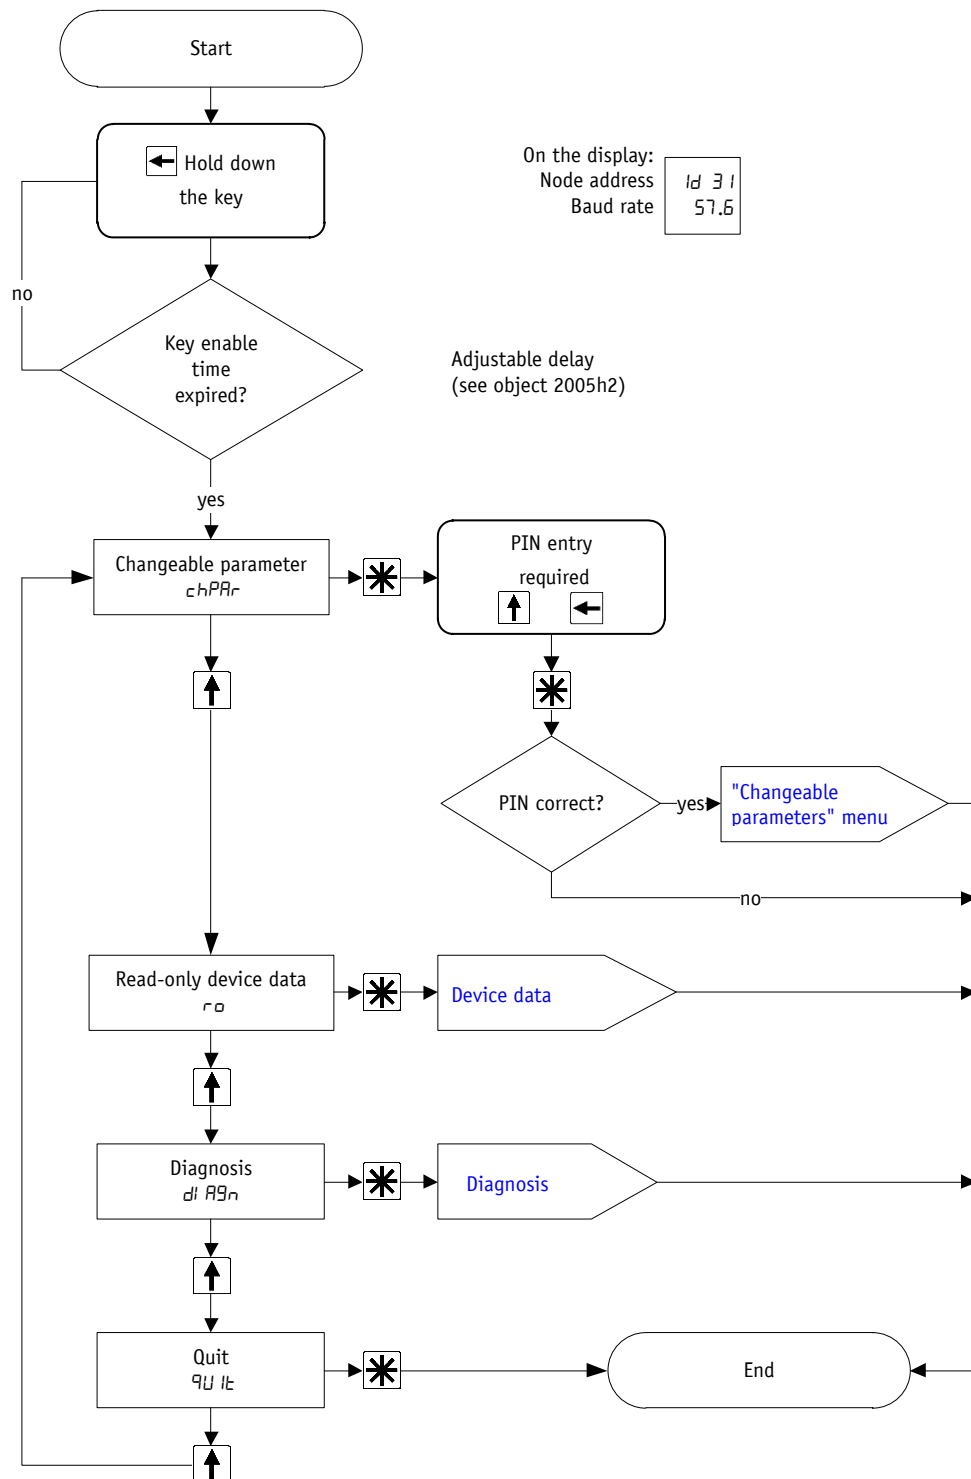 Start
Hold down
the key
On the display:
Node address
Baud rate
Id 31
57.6
no
Key enable
time
expired?
Adjustable delay
(see object 2005h2)
yes
Changeable parameter
chPAr
PIN entry
required
PIN correct?
yes
"Changeable
parameters" menu
no
Read-only device data
ro
Device data
Diagnosis
dIAgn
Diagnosis
Quit
qUIt
End